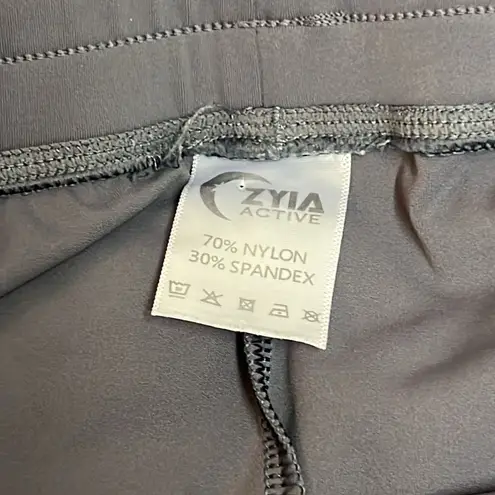 ZYIA
ACTIVE
70% NYLON
30% SPANDEX